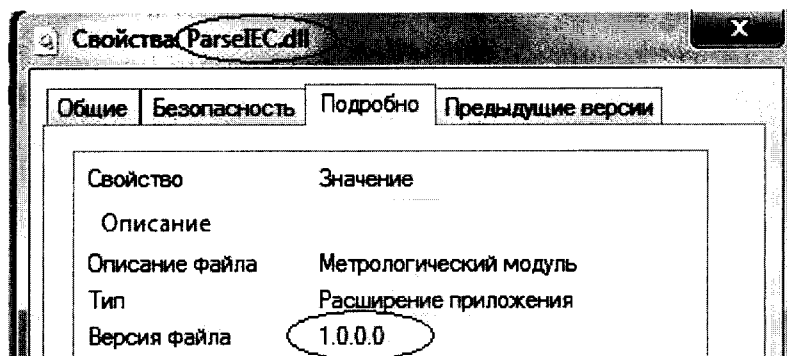 Свойства: ParseIEC.dll
Общие Безопасность Подробно Предыдущие версии
Свойство Значение
Описание
Описание файла Метрологический модуль
Тип Расширение приложения
Версия файла 1.0.0.0